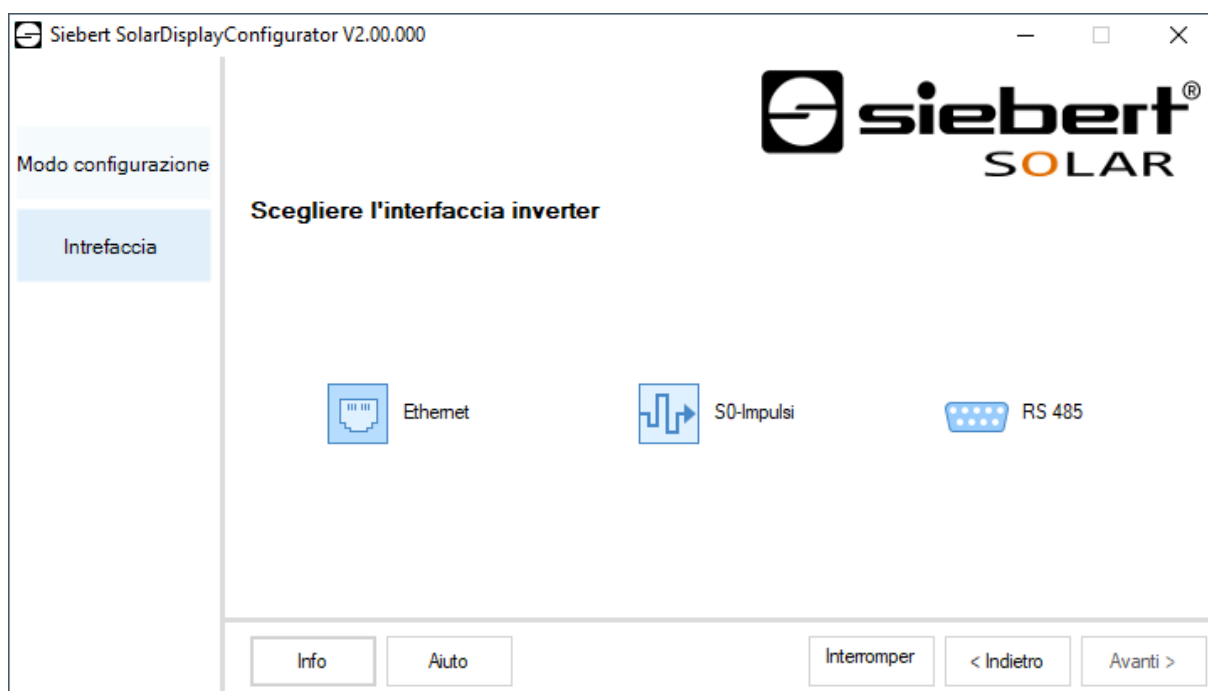 Siebert SolarDisplayConfigurator V2.00.000
siebert®
SOLAR
Modo configurazione
Intrefaccia
Scegliere l'interfaccia inverter
Ethernet
S0-Impulsi
RS 485
Info
Aiuto
Interromper
< Indietro
Avanti >